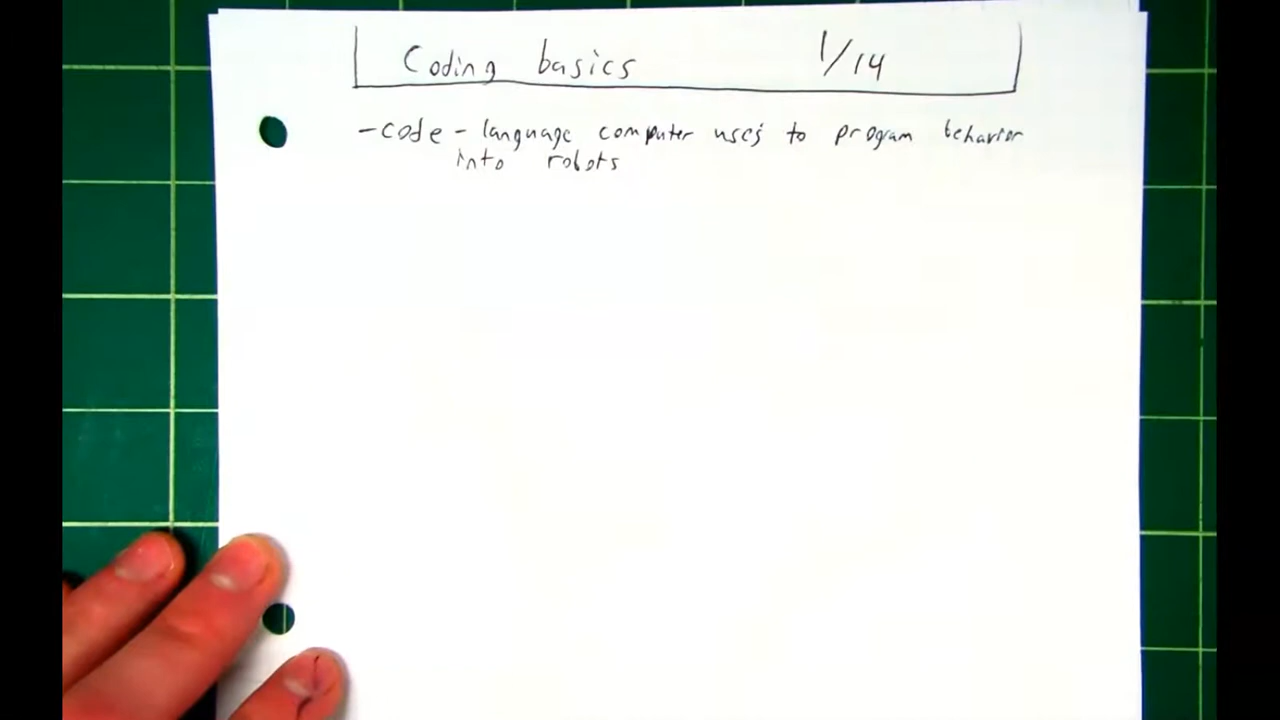 Coding basics 1/14
-code - language computer uses to program behavior
into robots